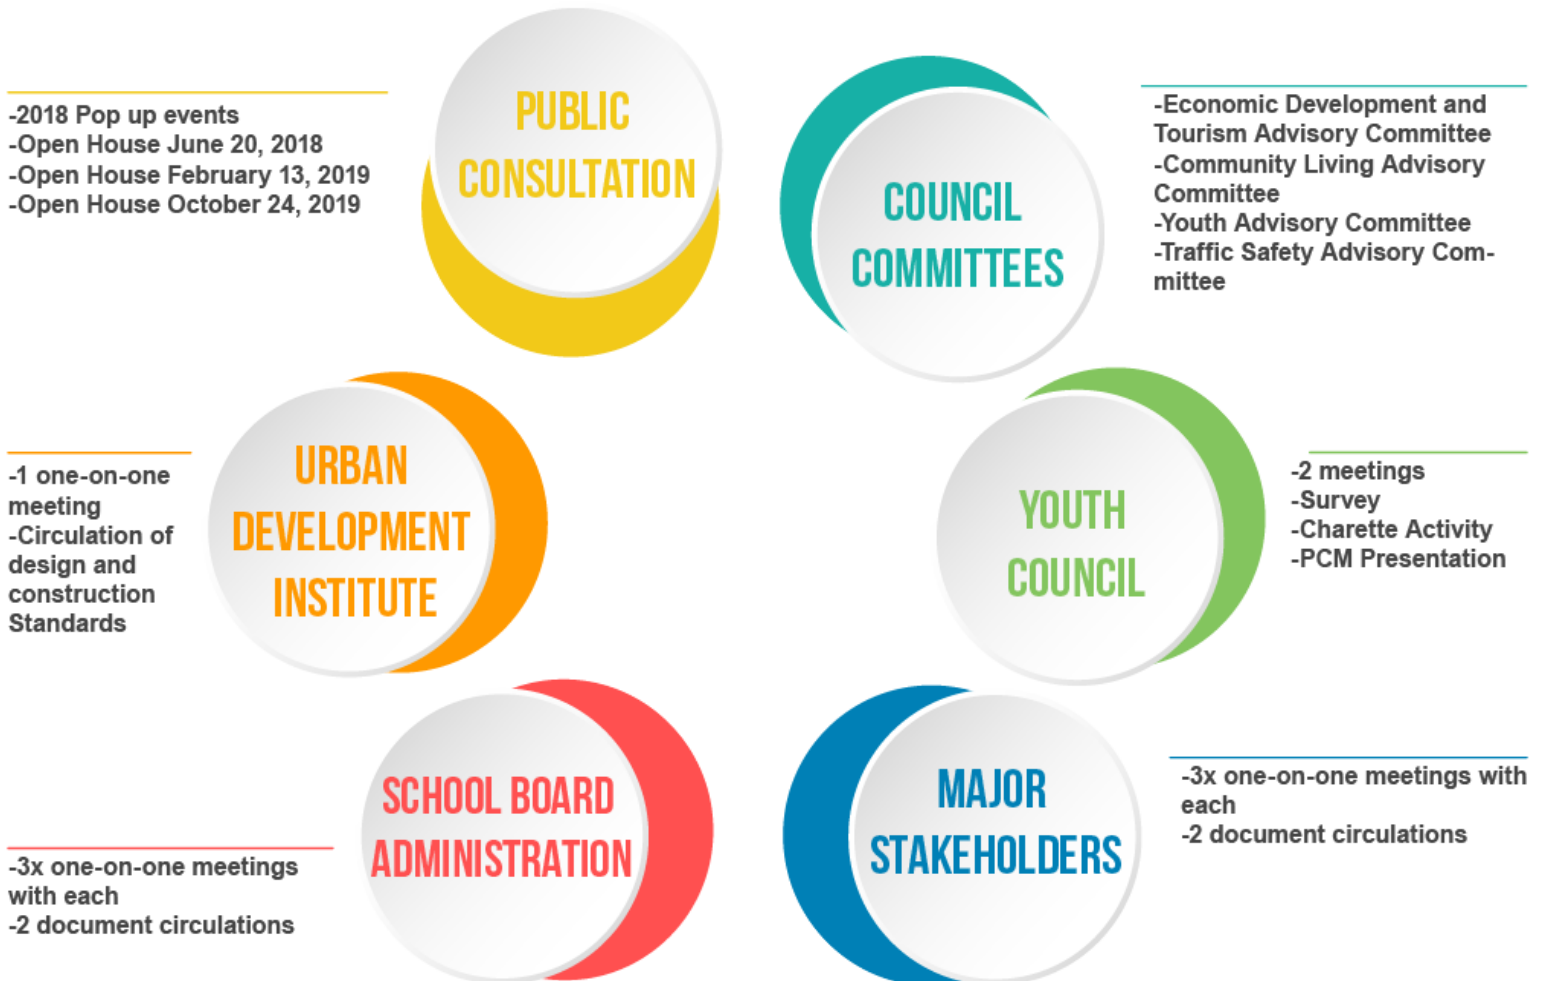 PUBLIC
CONSULTATION
-2018 Pop up events
-Open House June 20, 2018
-Open House February 13, 2019
-Open House October 24, 2019
COUNCIL
COMMITTEES
-Economic Development and
Tourism Advisory Committee
-Community Living Advisory
Committee
-Youth Advisory Committee
-Traffic Safety Advisory Com-
mittee
URBAN
DEVELOPMENT
INSTITUTE
-1 one-on-one
meeting
-Circulation of
design and
construction
Standards
YOUTH
COUNCIL
-2 meetings
-Survey
-Charette Activity
-PCM Presentation
SCHOOL BOARD
ADMINISTRATION
-3x one-on-one meetings
with each
-2 document circulations
MAJOR
STAKEHOLDERS
-3x one-on-one meetings with
each
-2 document circulations